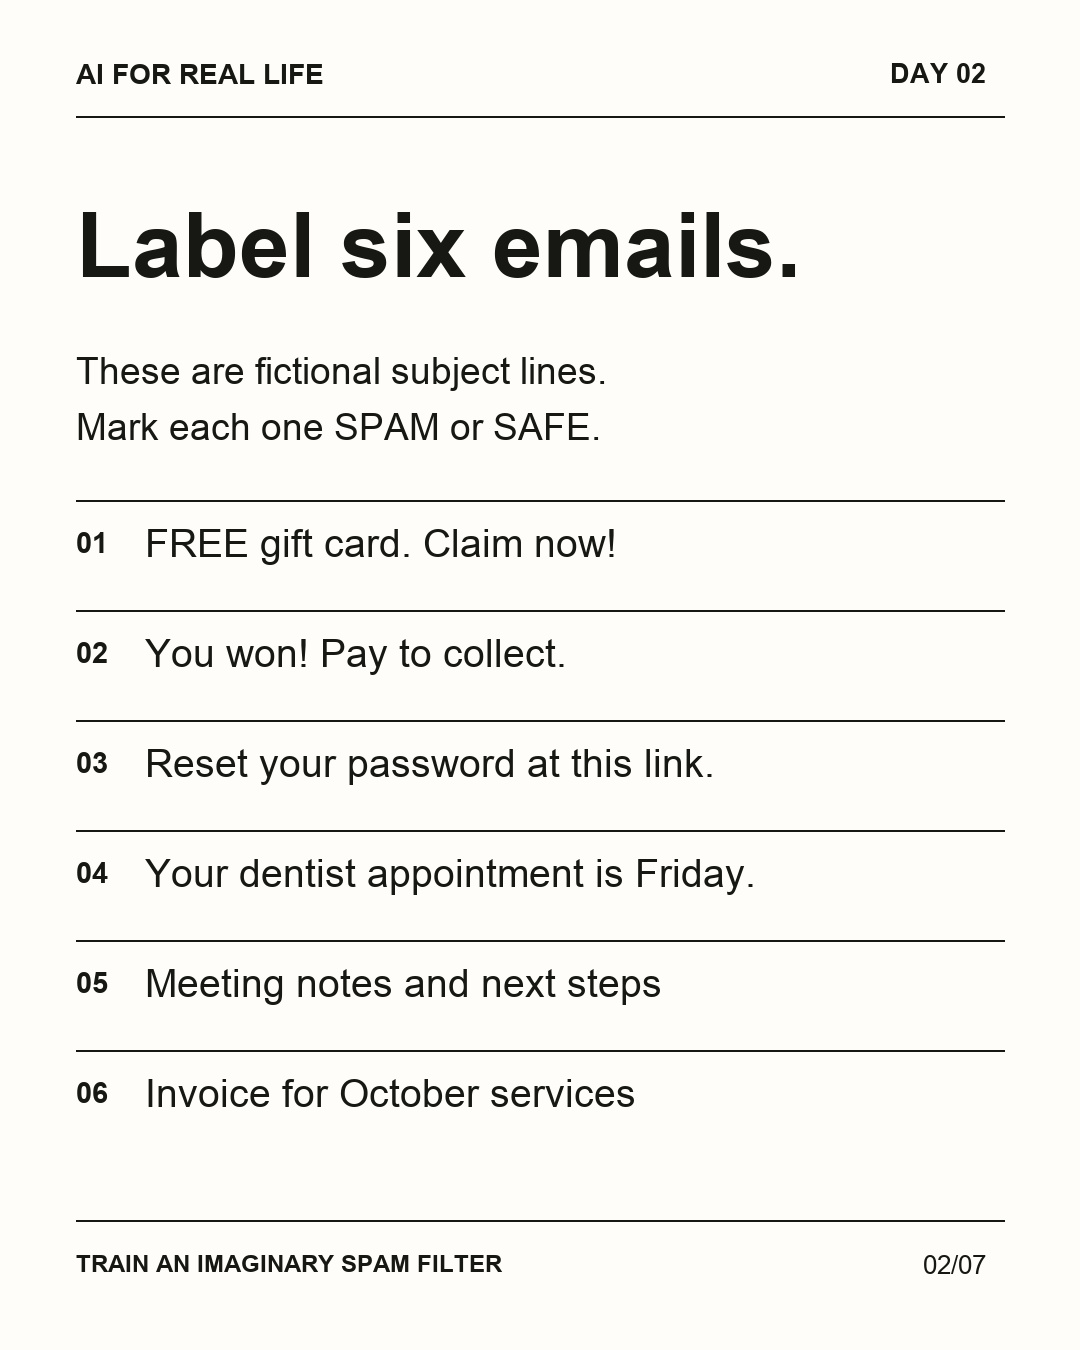 AI FOR REAL LIFE
DAY 02
Label six emails.
These are fictional subject lines.
Mark each one SPAM or SAFE.
01 FREE gift card. Claim now!
02 You won! Pay to collect.
03 Reset your password at this link.
04 Your dentist appointment is Friday.
05 Meeting notes and next steps
06 Invoice for October services
TRAIN AN IMAGINARY SPAM FILTER
02/07